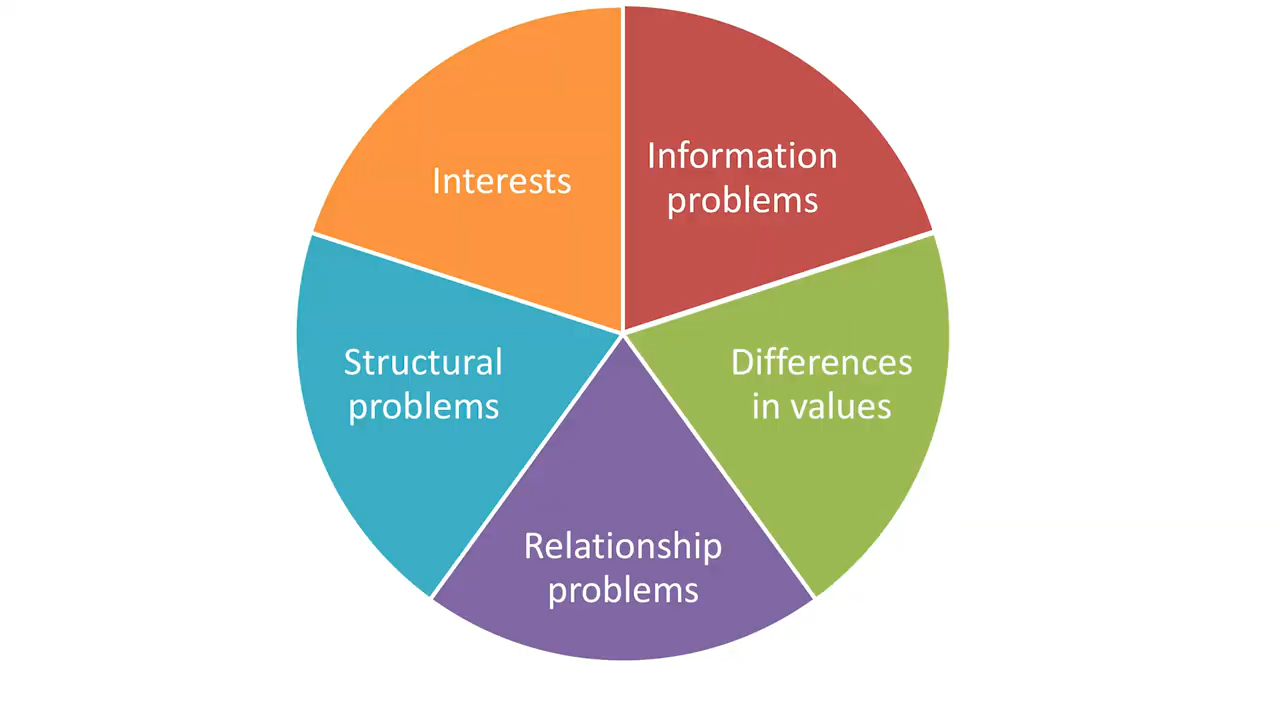 Interests
Information
problems
Structural
problems
Differences
in values
Relationship
problems